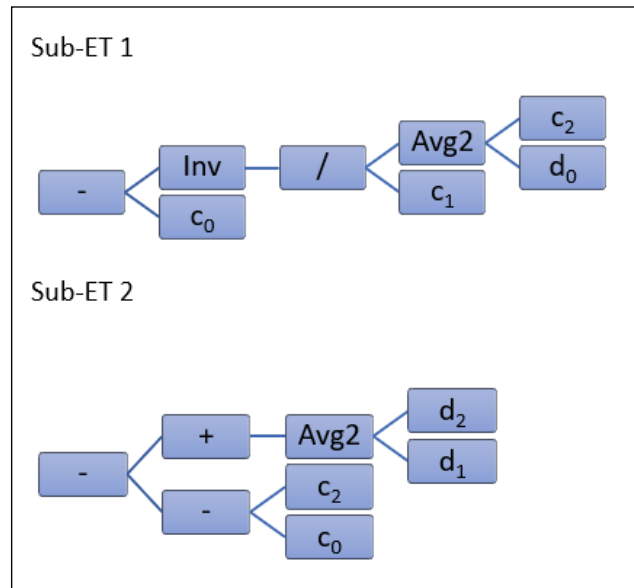 Sub-ET 1
c₂
Avg2
Inv
/
d₀
-
c₁
c₀
Sub-ET 2
d₂
+
Avg2
d₁
-
c₂
-
c₀